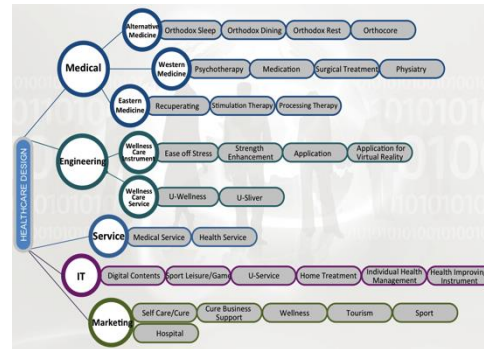 HEALTHCARE DESIGN
Medical
Alternative
Medicine
Orthodox Sleep
Orthodox Dining
Orthodox Rest
Orthocore
Western
Medicine
Psychotherapy
Medication
Surgical Treatment
Physiatry
Eastern
Medicine
Recuperating
Stimulation Therapy
Processing Therapy
Engineering
Wellness
Care
Instrument
Ease off Stress
Strength
Enhancement
Application
Application for
Virtual Reality
Wellness
Care
Service
U-Wellness
U-Sliver
Service
Medical Service
Health Service
IT
Digital Contents
Sport Leisure/Game
U-Service
Home Treatment
Individual Health
Management
Health Improving
Instrument
Marketing
Self Care/Cure
Cure Business
Support
Wellness
Tourism
Sport
Hospital